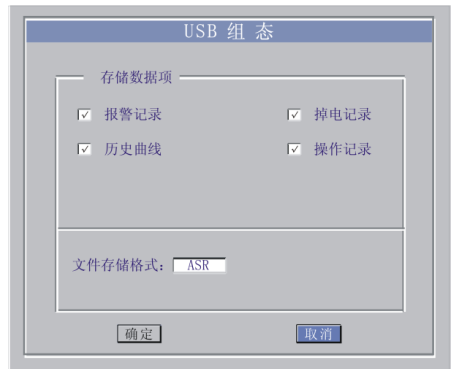 USB 组态
存储数据项
报警记录 掉电记录
历史曲线 操作记录
文件存储格式: ASR
确定 取消